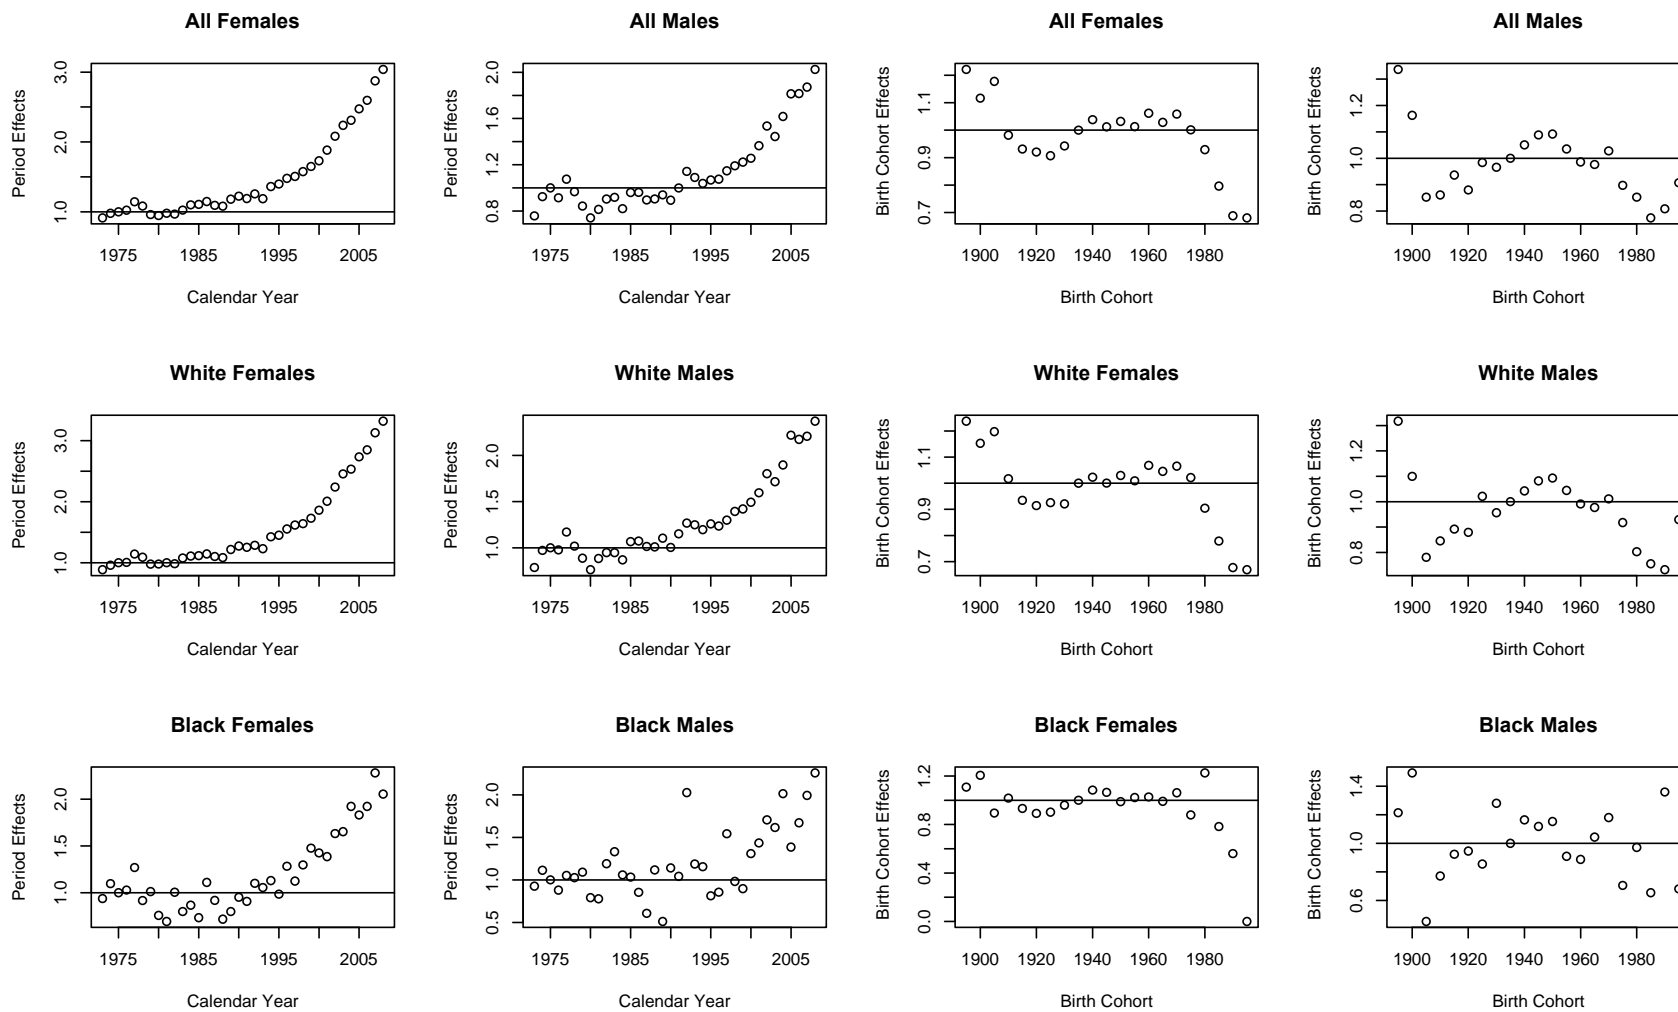 All Females
Period Effects
1.0 2.0 3.0
1975 1985 1995 2005
Calendar Year
All Males
Period Effects
0.8 1.2 1.6 2.0
1975 1985 1995 2005
Calendar Year
All Females
Birth Cohort Effects
0.7 0.9 1.1
1900 1920 1940 1960 1980
Birth Cohort
All Males
Birth Cohort Effects
0.8 1.0 1.2
1900 1920 1940 1960 1980
Birth Cohort
White Females
Period Effects
1.0 2.0 3.0
1975 1985 1995 2005
Calendar Year
White Males
Period Effects
1.0 1.5 2.0
1975 1985 1995 2005
Calendar Year
White Females
Birth Cohort Effects
0.7 0.9 1.1
1900 1920 1940 1960 1980
Birth Cohort
White Males
Birth Cohort Effects
0.8 1.0 1.2
1900 1920 1940 1960 1980
Birth Cohort
Black Females
Period Effects
1.0 1.5 2.0
1975 1985 1995 2005
Calendar Year
Black Males
Period Effects
0.5 1.0 1.5 2.0
1975 1985 1995 2005
Calendar Year
Black Females
Birth Cohort Effects
0.0 0.4 0.8 1.2
1900 1920 1940 1960 1980
Birth Cohort
Black Males
Birth Cohort Effects
0.6 1.0 1.4
1900 1920 1940 1960 1980
Birth Cohort